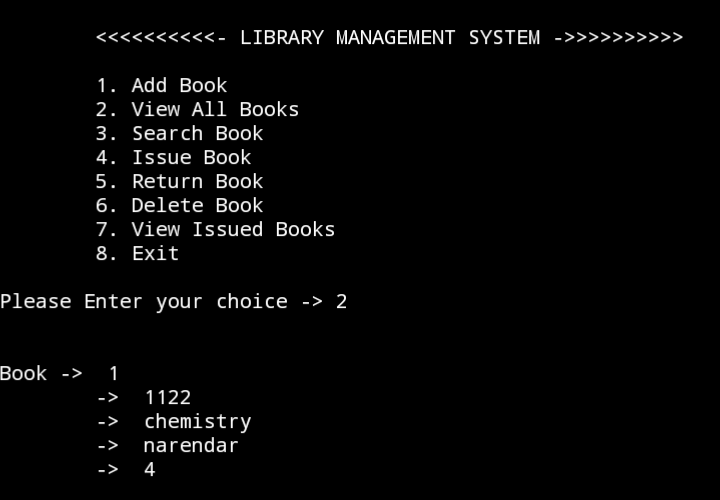 <<<<<<<<<<- LIBRARY MANAGEMENT SYSTEM ->>>>>>>>>>
1. Add Book
2. View All Books
3. Search Book
4. Issue Book
5. Return Book
6. Delete Book
7. View Issued Books
8. Exit
Please Enter your choice -> 2
Book -> 1
-> 1122
-> chemistry
-> narendar
-> 4